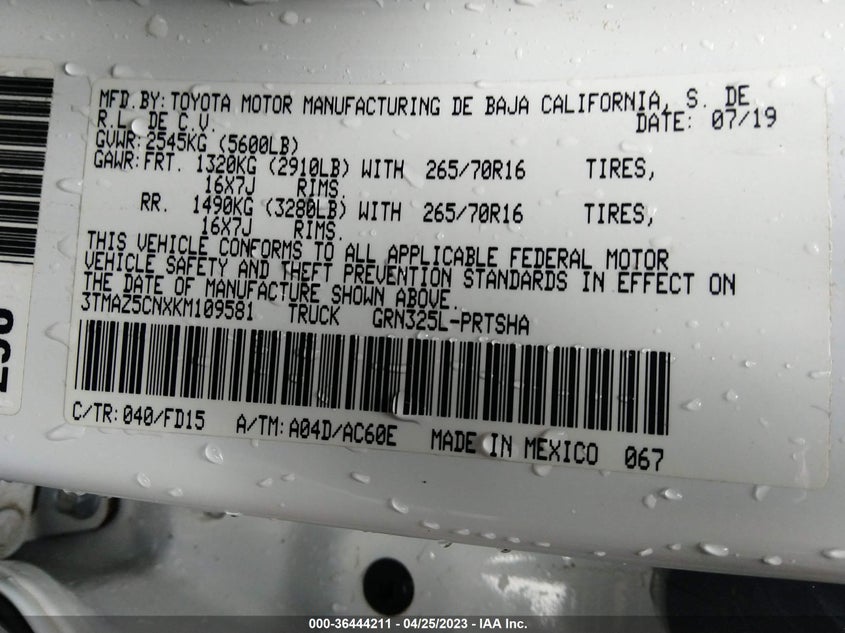 MFD.BY:TOYOTA MOTOR MANUFACTURING DE BAJA CALIFORNIA, S. DE
R.L. DE C.V. DATE: 07/19
GVWR:2545KG (5600LB)
GAWR:FRT. 1320KG (2910LB) WITH 265/70R16 TIRES,
16X7J RIMS.
RR. 1490KG (3280LB) WITH 265/70R16 TIRES,
16X7J RIMS.
THIS VEHICLE CONFORMS TO ALL APPLICABLE FEDERAL MOTOR
VEHICLE SAFETY AND THEFT PREVENTION STANDARDS IN EFFECT ON
THE DATE OF MANUFACTURE SHOWN ABOVE.
3TMAZ5CNXKM109581 TRUCK GRN325L-PRTSHA
C/TR:040/FD15 A/TM:A04D/AC60E MADE IN MEXICO 067
000-36444211 - 04/25/2023 - IAA Inc.